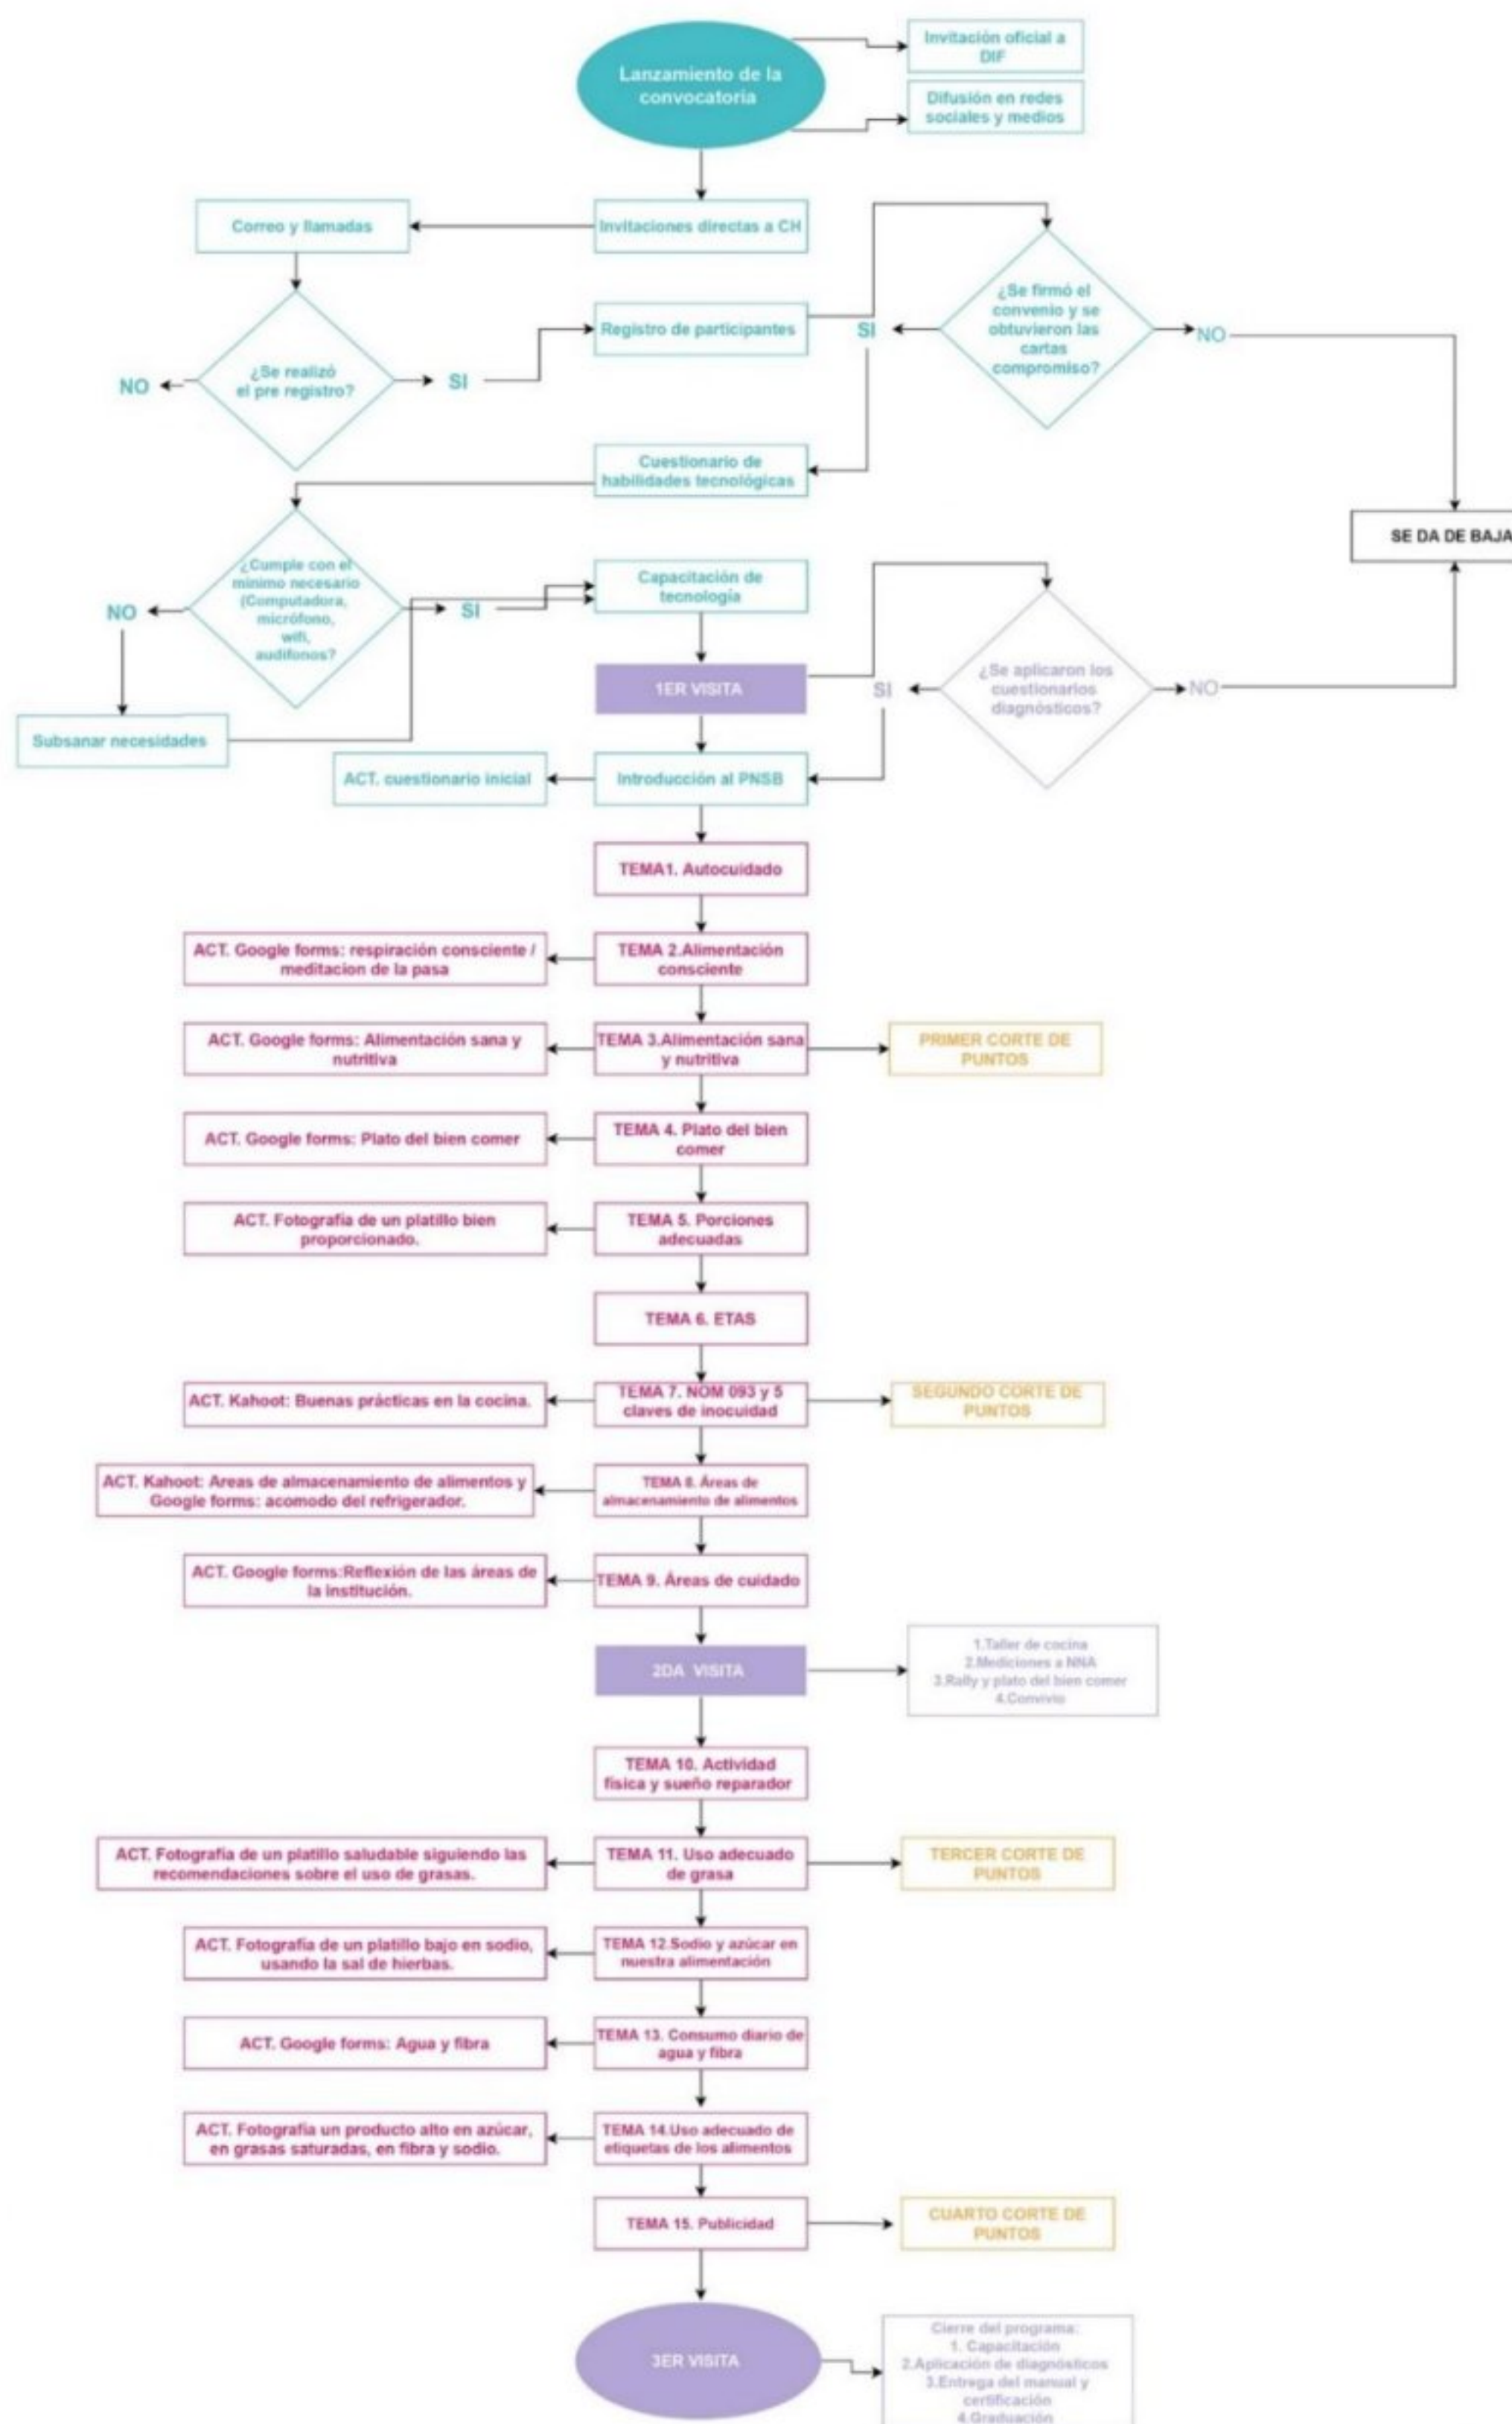 Lanzamiento de la
convocatoria
Invitación oficial a
DIF
Difusión en redes
sociales y medios
Correo y llamadas
Invitaciones directas a CH
¿Se realizó
el pre registro?
NO
SI
Registro de participantes
¿Se firmó el
convenio y se
obtuvieron las
cartas
compromiso?
SI
NO
Cuestionario de
habilidades tecnológicas
SE DA DE BAJA
¿Cumple con el
mínimo necesario
(Computadora,
micrófono,
wifi,
audífonos?
NO
SI
Capacitación de
tecnología
1ER VISITA
¿Se aplicaron los
cuestionarios
diagnósticos?
SI
NO
Subsanar necesidades
ACT. cuestionario inicial
Introducción al PNSB
TEMA1. Autocuidado
ACT. Google forms: respiración consciente /
meditacion de la pasa
TEMA 2.Alimentación
consciente
ACT. Google forms: Alimentación sana y
nutritiva
TEMA 3.Alimentación sana
y nutritiva
PRIMER CORTE DE
PUNTOS
ACT. Google forms: Plato del bien comer
TEMA 4. Plato del bien
comer
ACT. Fotografía de un platillo bien
proporcionado.
TEMA 5. Porciones
adecuadas
TEMA 6. ETAS
ACT. Kahoot: Buenas prácticas en la cocina.
TEMA 7. NOM 093 y 5
claves de inocuidad
SEGUNDO CORTE DE
PUNTOS
ACT. Kahoot: Areas de almacenamiento de alimentos y
Google forms: acomodo del refrigerador.
TEMA 8. Áreas de
almacenamiento de alimentos
ACT. Google forms:Reflexión de las áreas de
la institución.
TEMA 9. Áreas de cuidado
2DA VISITA
1.Taller de cocina
2.Mediciones a NNA
3.Rally y plato del bien comer
4.Convivio
TEMA 10. Actividad
física y sueño reparador
ACT. Fotografía de un platillo saludable siguiendo las
recomendaciones sobre el uso de grasas.
TEMA 11. Uso adecuado
de grasa
TERCER CORTE DE
PUNTOS
ACT. Fotografía de un platillo bajo en sodio,
usando la sal de hierbas.
TEMA 12.Sodio y azúcar en
nuestra alimentación
ACT. Google forms: Agua y fibra
TEMA 13. Consumo diario de
agua y fibra
ACT. Fotografía un producto alto en azúcar,
en grasas saturadas, en fibra y sodio.
TEMA 14.Uso adecuado de
etiquetas de los alimentos
TEMA 15. Publicidad
CUARTO CORTE DE
PUNTOS
3ER VISITA
Cierre del programa:
1. Capacitación
2.Aplicación de diagnósticos
3.Entrega del manual y
certificación
4.Graduación